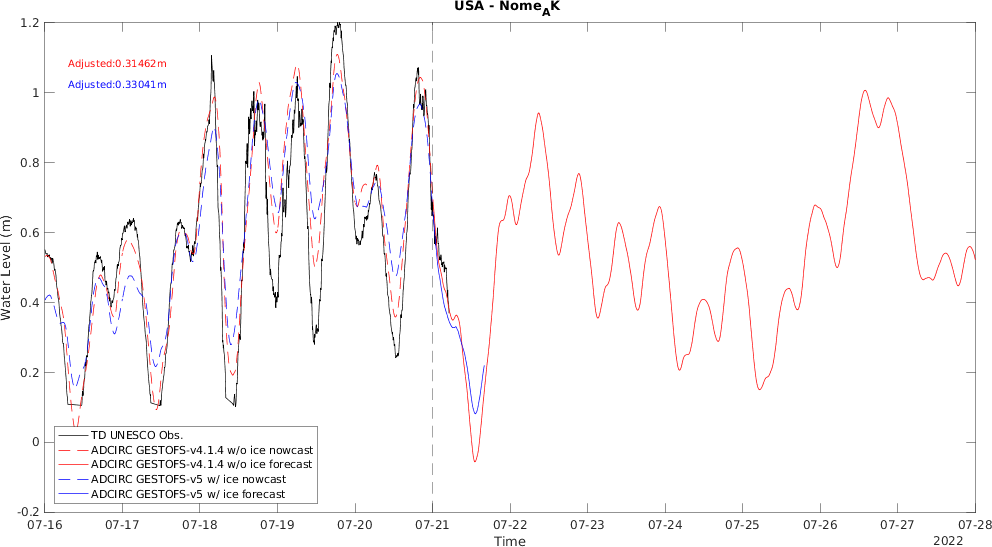 USA - Nome_AK
1.2
Adjusted:0.31462m
Adjusted:0.33041m
1
0.8
0.6
0.4
0.2
0
-0.2
Water Level (m)
TD UNESCO Obs.
ADCIRC GESTOFS-v4.1.4 w/o ice nowcast
ADCIRC GESTOFS-v4.1.4 w/o ice forecast
ADCIRC GESTOFS-v5 w/ ice nowcast
ADCIRC GESTOFS-v5 w/ ice forecast
07-16 07-17 07-18 07-19 07-20 07-21 07-22 07-23 07-24 07-25 07-26 07-27 07-28
Time
2022